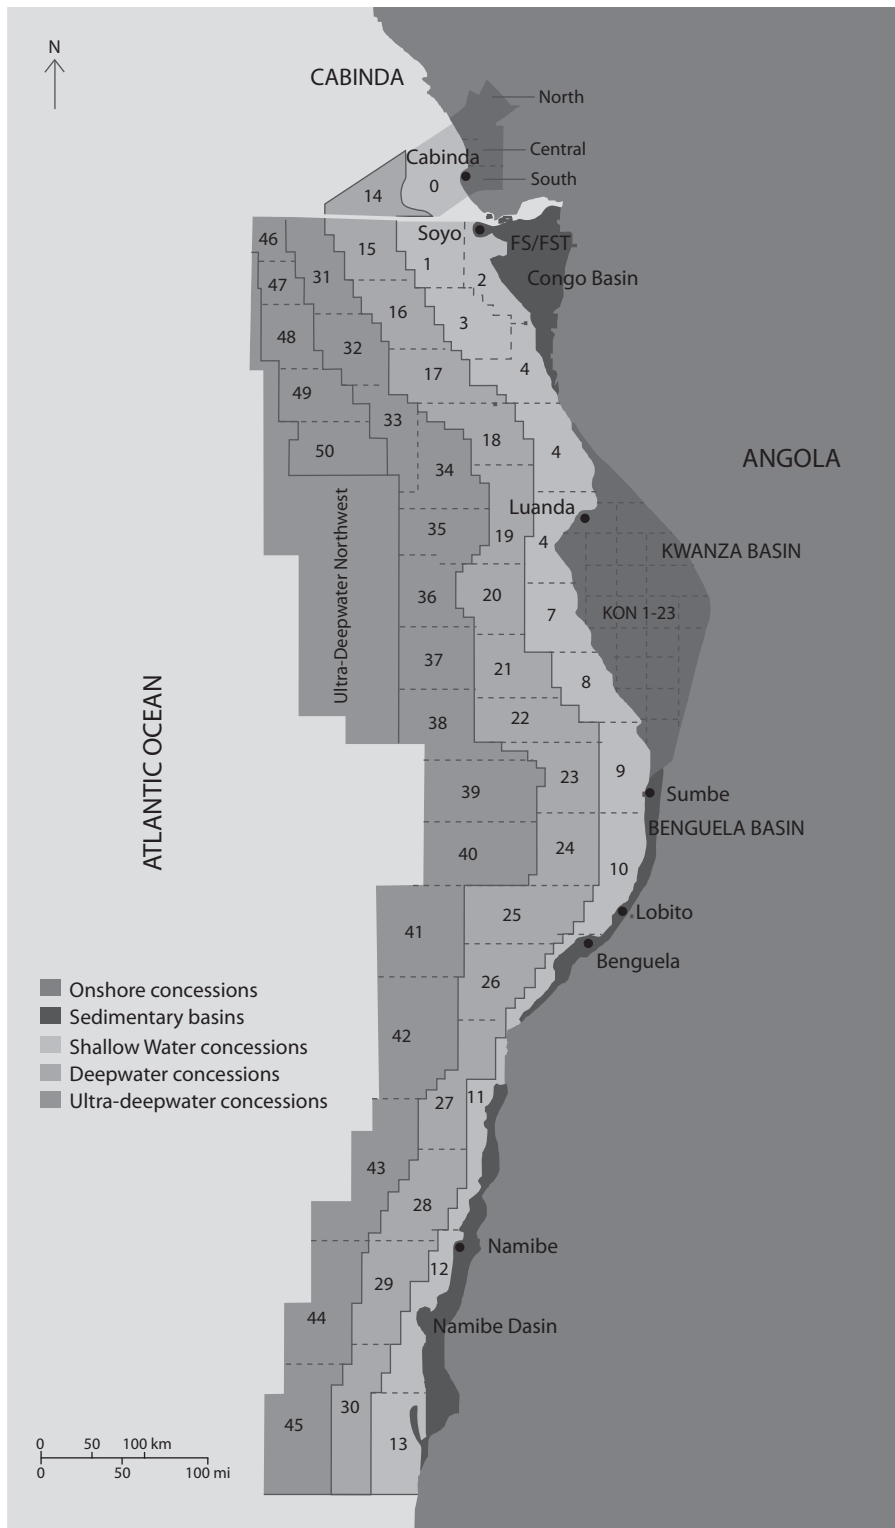 N
CABINDA
North
Central
Cabinda
South
0
14
Soyo
FS/FST
46
15
1
2
Congo Basin
47
31
16
3
48
32
17
4
49
33
18
4
50
34
ANGOLA
Luanda
35
19
4
KWANZA BASIN
Ultra-Deepwater Northwest
36
20
7
KON 1-23
37
21
8
38
22
ATLANTIC OCEAN
39
23
9
Sumbe
BENGUELA BASIN
40
24
10
41
25
Lobito
Benguela
26
42
Onshore concessions
Sedimentary basins
Shallow Water concessions
Deepwater concessions
Ultra-deepwater concessions
27
11
43
28
Namibe
12
29
44
Namibe Dasin
30
45
13
0 50 100 km
0 50 100 mi